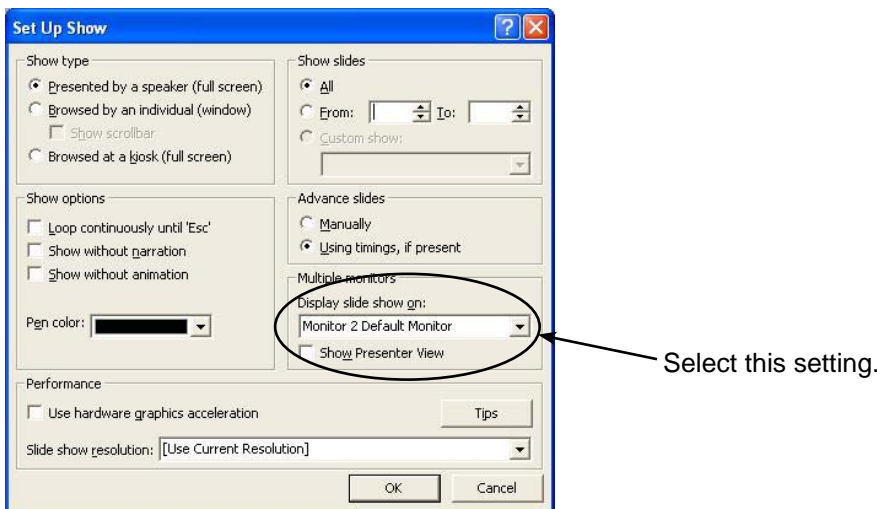 Set Up Show
Show type
Presented by a speaker (full screen)
Browsed by an individual (window)
Show scrollbar
Browsed at a kiosk (full screen)
Show slides
All
From: To:
Custom show:
Show options
Loop continuously until 'Esc'
Show without narration
Show without animation
Pen color:
Advance slides
Manually
Using timings, if present
Multiple monitors
Display slide show on:
Monitor 2 Default Monitor
Show Presenter View
Select this setting.
Performance
Use hardware graphics acceleration
Tips
Slide show resolution: [Use Current Resolution]
OK Cancel